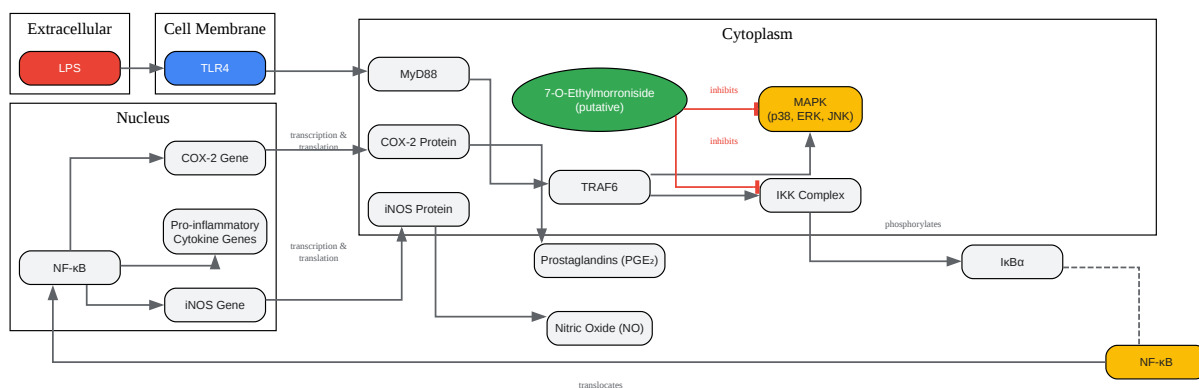 Extracellular
LPS
Cell Membrane
TLR4
Cytoplasm
MyD88
7-O-Ethylmorroniside
(putative)
inhibits
inhibits
MAPK
(p38, ERK, JNK)
Nucleus
COX-2 Gene
transcription &
translation
COX-2 Protein
TRAF6
IKK Complex
iNOS Protein
Pro-inflammatory
Cytokine Genes
transcription &
translation
phosphorylates
NF-κB
Prostaglandins (PGE₂)
IκBα
iNOS Gene
Nitric Oxide (NO)
NF-κB
translocates